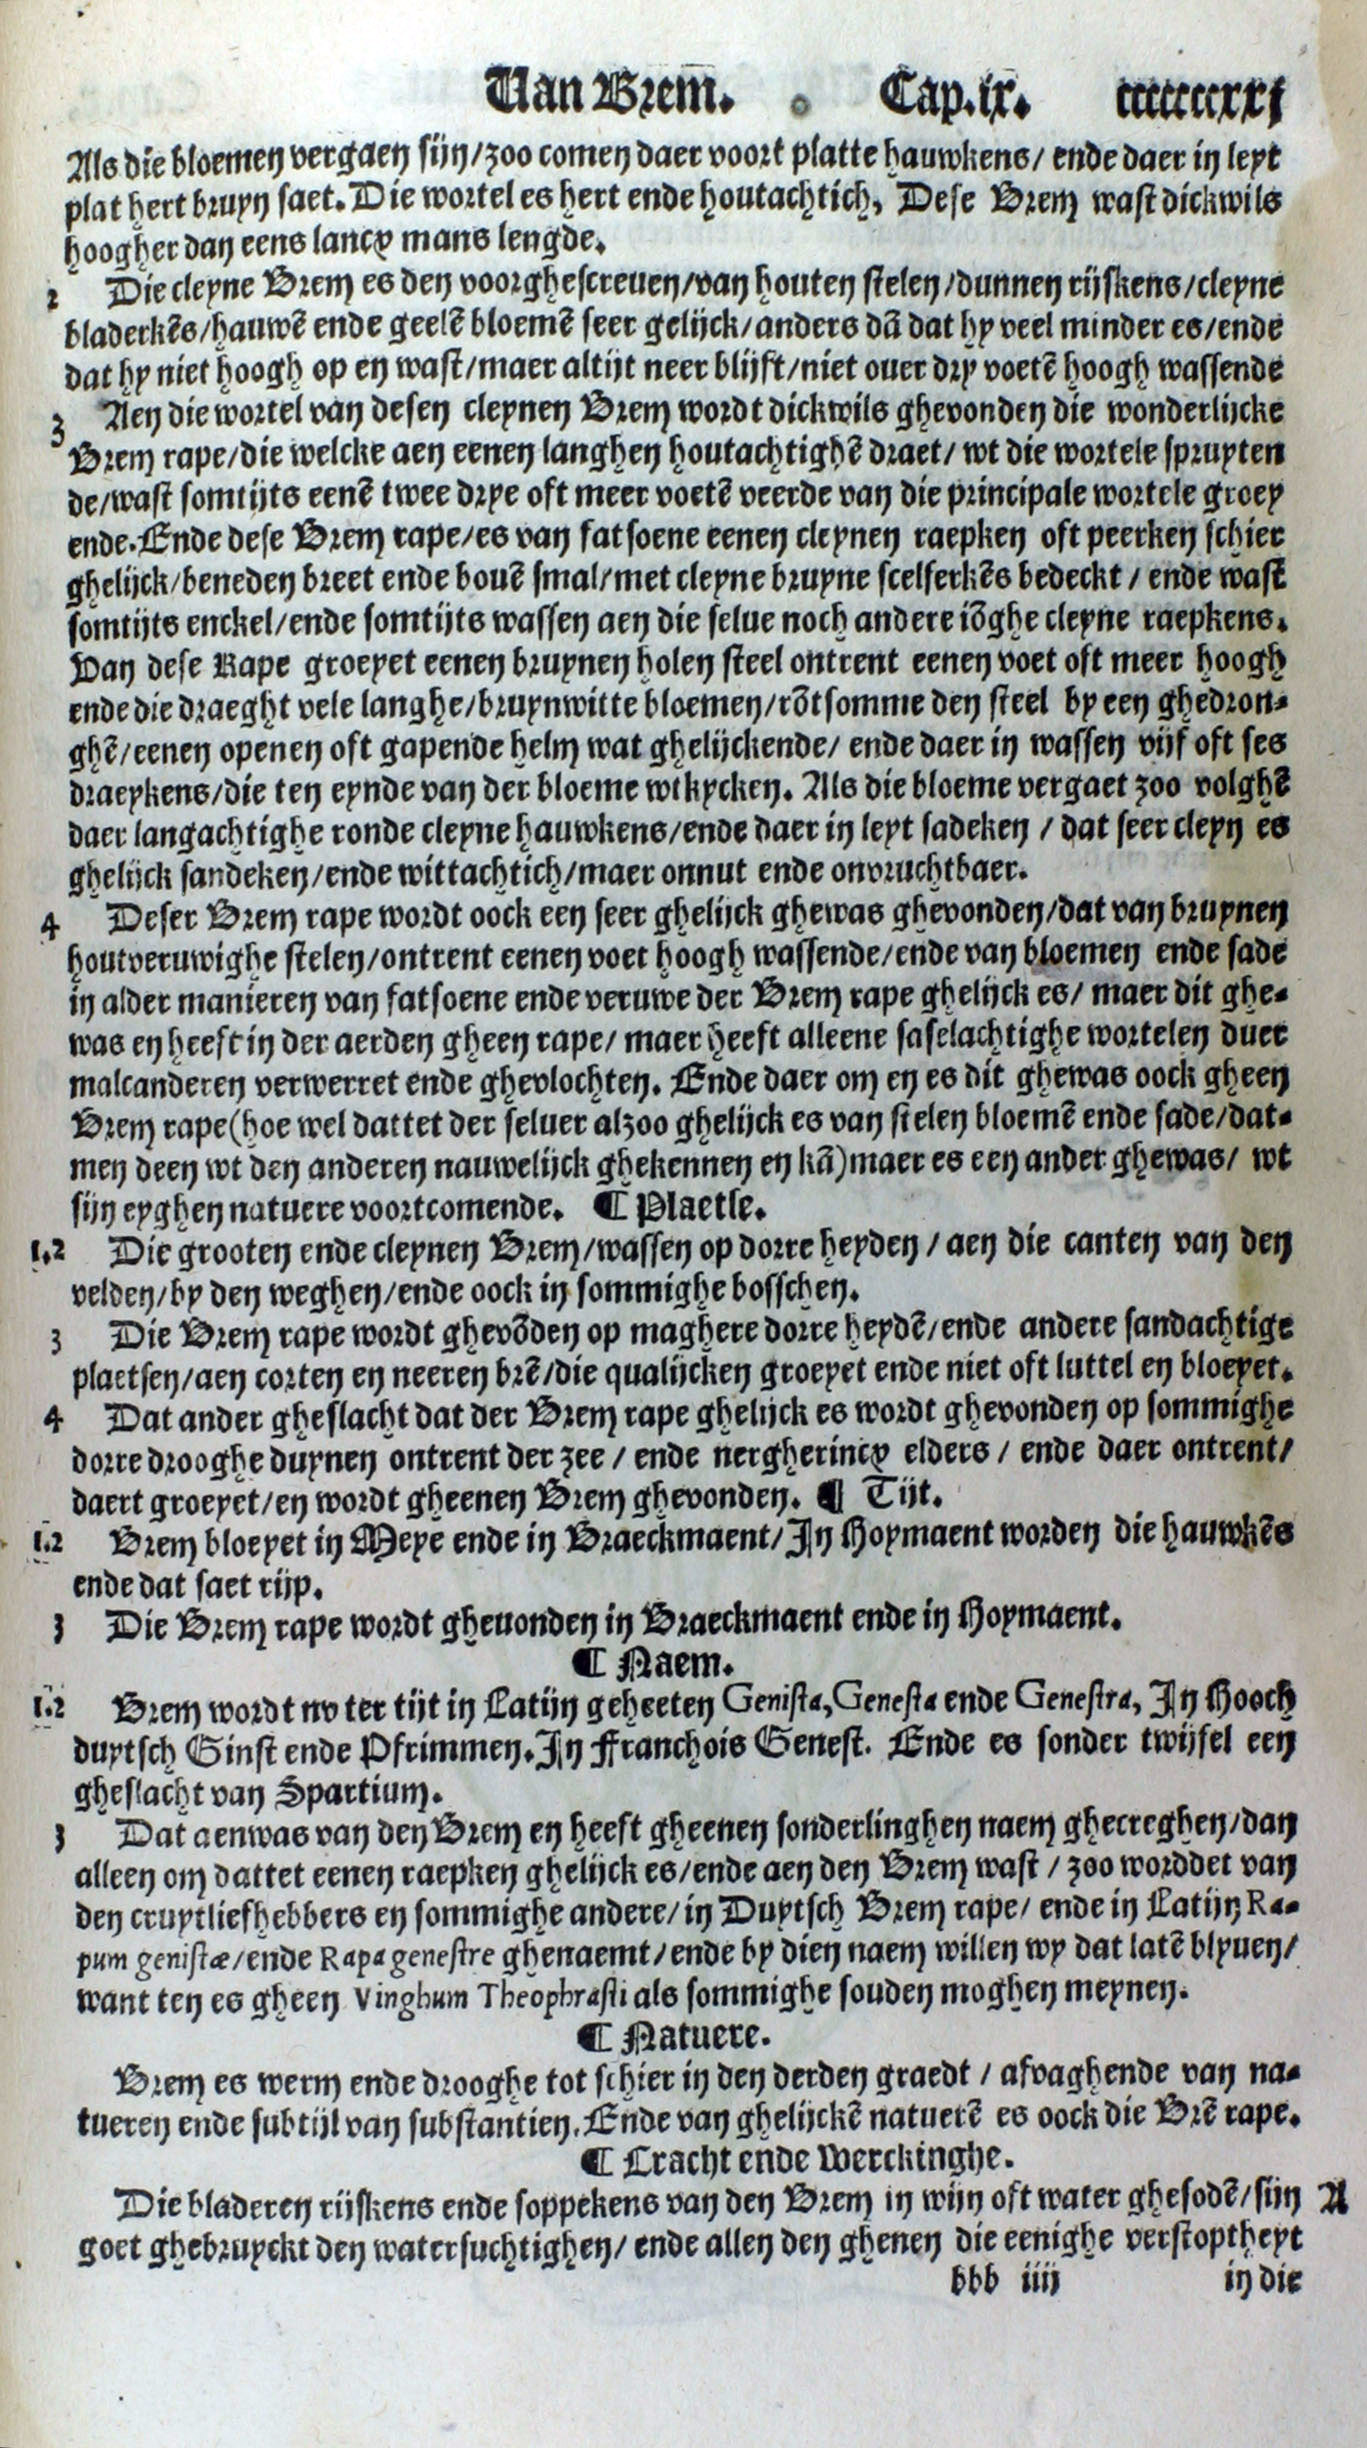 Van Brem. Cap.ix. ccccccxxj
Als die bloemen vergaen sijn/zoo comen daer voort platte hauwkens/ ende daer in leyt
plat hert bruyn saet. Die wortel es hert ende houtachtich, Dese Brem wast dickwils
hoogher dan eens lancx mans lengde.
2 Die cleyne Brem es den voorghescreuen/van houten stelen/dunnen rijskens/cleyne
bladerkēs/hauwē ende geelē bloemē seer gelijck/anders dā dat hy veel minder es/ende
dat hy niet hoogh op en wast/maer altijt neer blijft/niet ouer dry voetē hoogh wassende
3 Aen die wortel van desen cleynen Brem wordt dickwils ghevonden die wonderlijcke
Brem rape/die welcke aen eenen langhen houtachtighē draet/ wt die wortele spruyten
de/wast somtijts eenē twee drye oft meer voetē veerde van die principale wortele groey
ende. Ende dese Brem rape/es van fatsoene eenen cleynen raepken oft peerken schier
ghelijck/beneden breet ende bouē smal/met cleyne bruyne scelferkēs bedeckt / ende wast
somtijts enckel/ende somtijts wassen aen die selue noch andere iōghe cleyne raepkens.
Van dese Rape groeyet eenen bruynen holen steel ontrent eenen voet oft meer hoogh
ende die draeght vele langhe/bruynwitte bloemen/rōtsomme den steel by een ghedron-
ghē/eenen openen oft gapende helm wat ghelijckende/ ende daer in wassen vijf oft ses
draeykens/die ten eynde van der bloeme wtkycken. Als die bloeme vergaet zoo volghē
daer langachtighe ronde cleyne hauwkens/ende daer in leyt sadeken / dat seer cleyn es
ghelijck sandeken/ende wittachtich/maer onnut ende onvruchtbaer.
4 Deser Brem rape wordt oock een seer ghelijck ghewas ghevonden/dat van bruynen
houtveruwighe stelen/ontrent eenen voet hoogh wassende/ende van bloemen ende sade
in alder manieren van fatsoene ende veruwe der Brem rape ghelijck es/ maer dit ghe-
was en heeft in der aerden gheen rape/ maer heeft alleene faselachtighe wortelen duer
malcanderen verwerret ende ghevlochten. Ende daer om en es dit ghewas oock gheen
Brem rape(hoe wel dattet der seluer alzoo ghelijck es van stelen bloemē ende sade/dat-
men deen wt den anderen nauwelijck ghekennen en kā)maer es een ander ghewas/ wt
sijn eyghen natuere voortcomende. ¶ Plaetse.
1.2 Die grooten ende cleynen Brem/wassen op dorre heyden / aen die canten van den
velden/by den weghen/ende oock in sommighe bosschen.
3 Die Brem rape wordt ghevōden op maghere dorre heydē/ende andere sandachtige
plaetsen/aen corten en neeren brē/die qualijcken groeyet ende niet oft luttel en bloeyet.
4 Dat ander gheslacht dat der Brem rape ghelijck es wordt ghevonden op sommighe
dorre drooghe duynen ontrent der zee / ende nergherincx elders / ende daer ontrent/
daert groeyet/en wordt gheenen Brem ghevonden. ¶ Tijt.
1.2 Brem bloeyet in Meye ende in Braeckmaent/In Hoymaent worden die hauwkēs
ende dat saet rijp.
3 Die Brem rape wordt gheuonden in Braeckmaent ende in Hoymaent.
¶ Naem.
1.2 Brem wordt nv ter tijt in Latijn geheeten Genista, Genesta ende Genestra, In Hooch
duytsch Ginst ende Pfrimmen. In Franchois Genest. Ende es sonder twijfel een
gheslacht van Spartium.
3 Dat aenwas van den Brem en heeft gheenen sonderlinghen naem ghecreghen/dan
alleen om dattet eenen raepken ghelijck es/ende aen den Brem wast / zoo worddet van
den cruytliefhebbers en sommighe andere/ in Duytsch Brem rape/ ende in Latijn Ra-
pum genistæ/ende Rapa genestre ghenaemt/ende by dien naem willen wy dat latē blyuen/
want ten es gheen Vinghum Theophrasti als sommighe souden moghen meynen.
¶ Natuere.
Brem es werm ende drooghe tot schier in den derden graedt / afvaghende van na-
tueren ende subtijl van substantien. Ende van ghelijckē natuerē es oock die Brē rape.
¶ Cracht ende Werckinghe.
Die bladeren rijskens ende soppekens van den Brem in wijn oft water ghesodē/sijn A
goet ghebruyckt den watersuchtighen/ ende allen den ghenen die eenighe verstoptheyt
bbb iiij in die